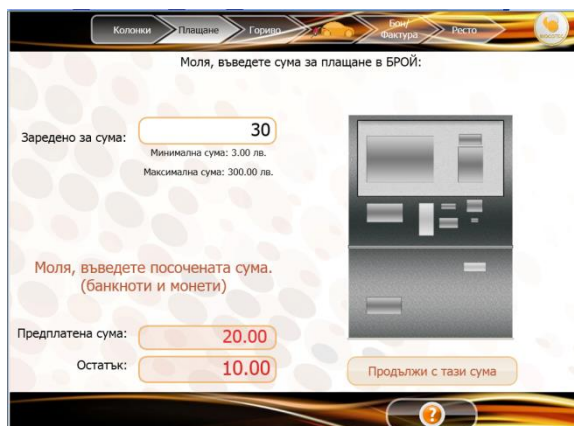 Колонки
Плащане
Гориво
Бон/
Фактура
Ресто
Моля, въведете сума за плащане в БРОЙ:
Заредено за сума:
30
Минимална сума: 3.00 лв.
Максимална сума: 300.00 лв.
Моля, въведете посочената сума.
(банкноти и монети)
Предплатена сума:
20.00
Остатък:
10.00
Продължи с тази сума
?